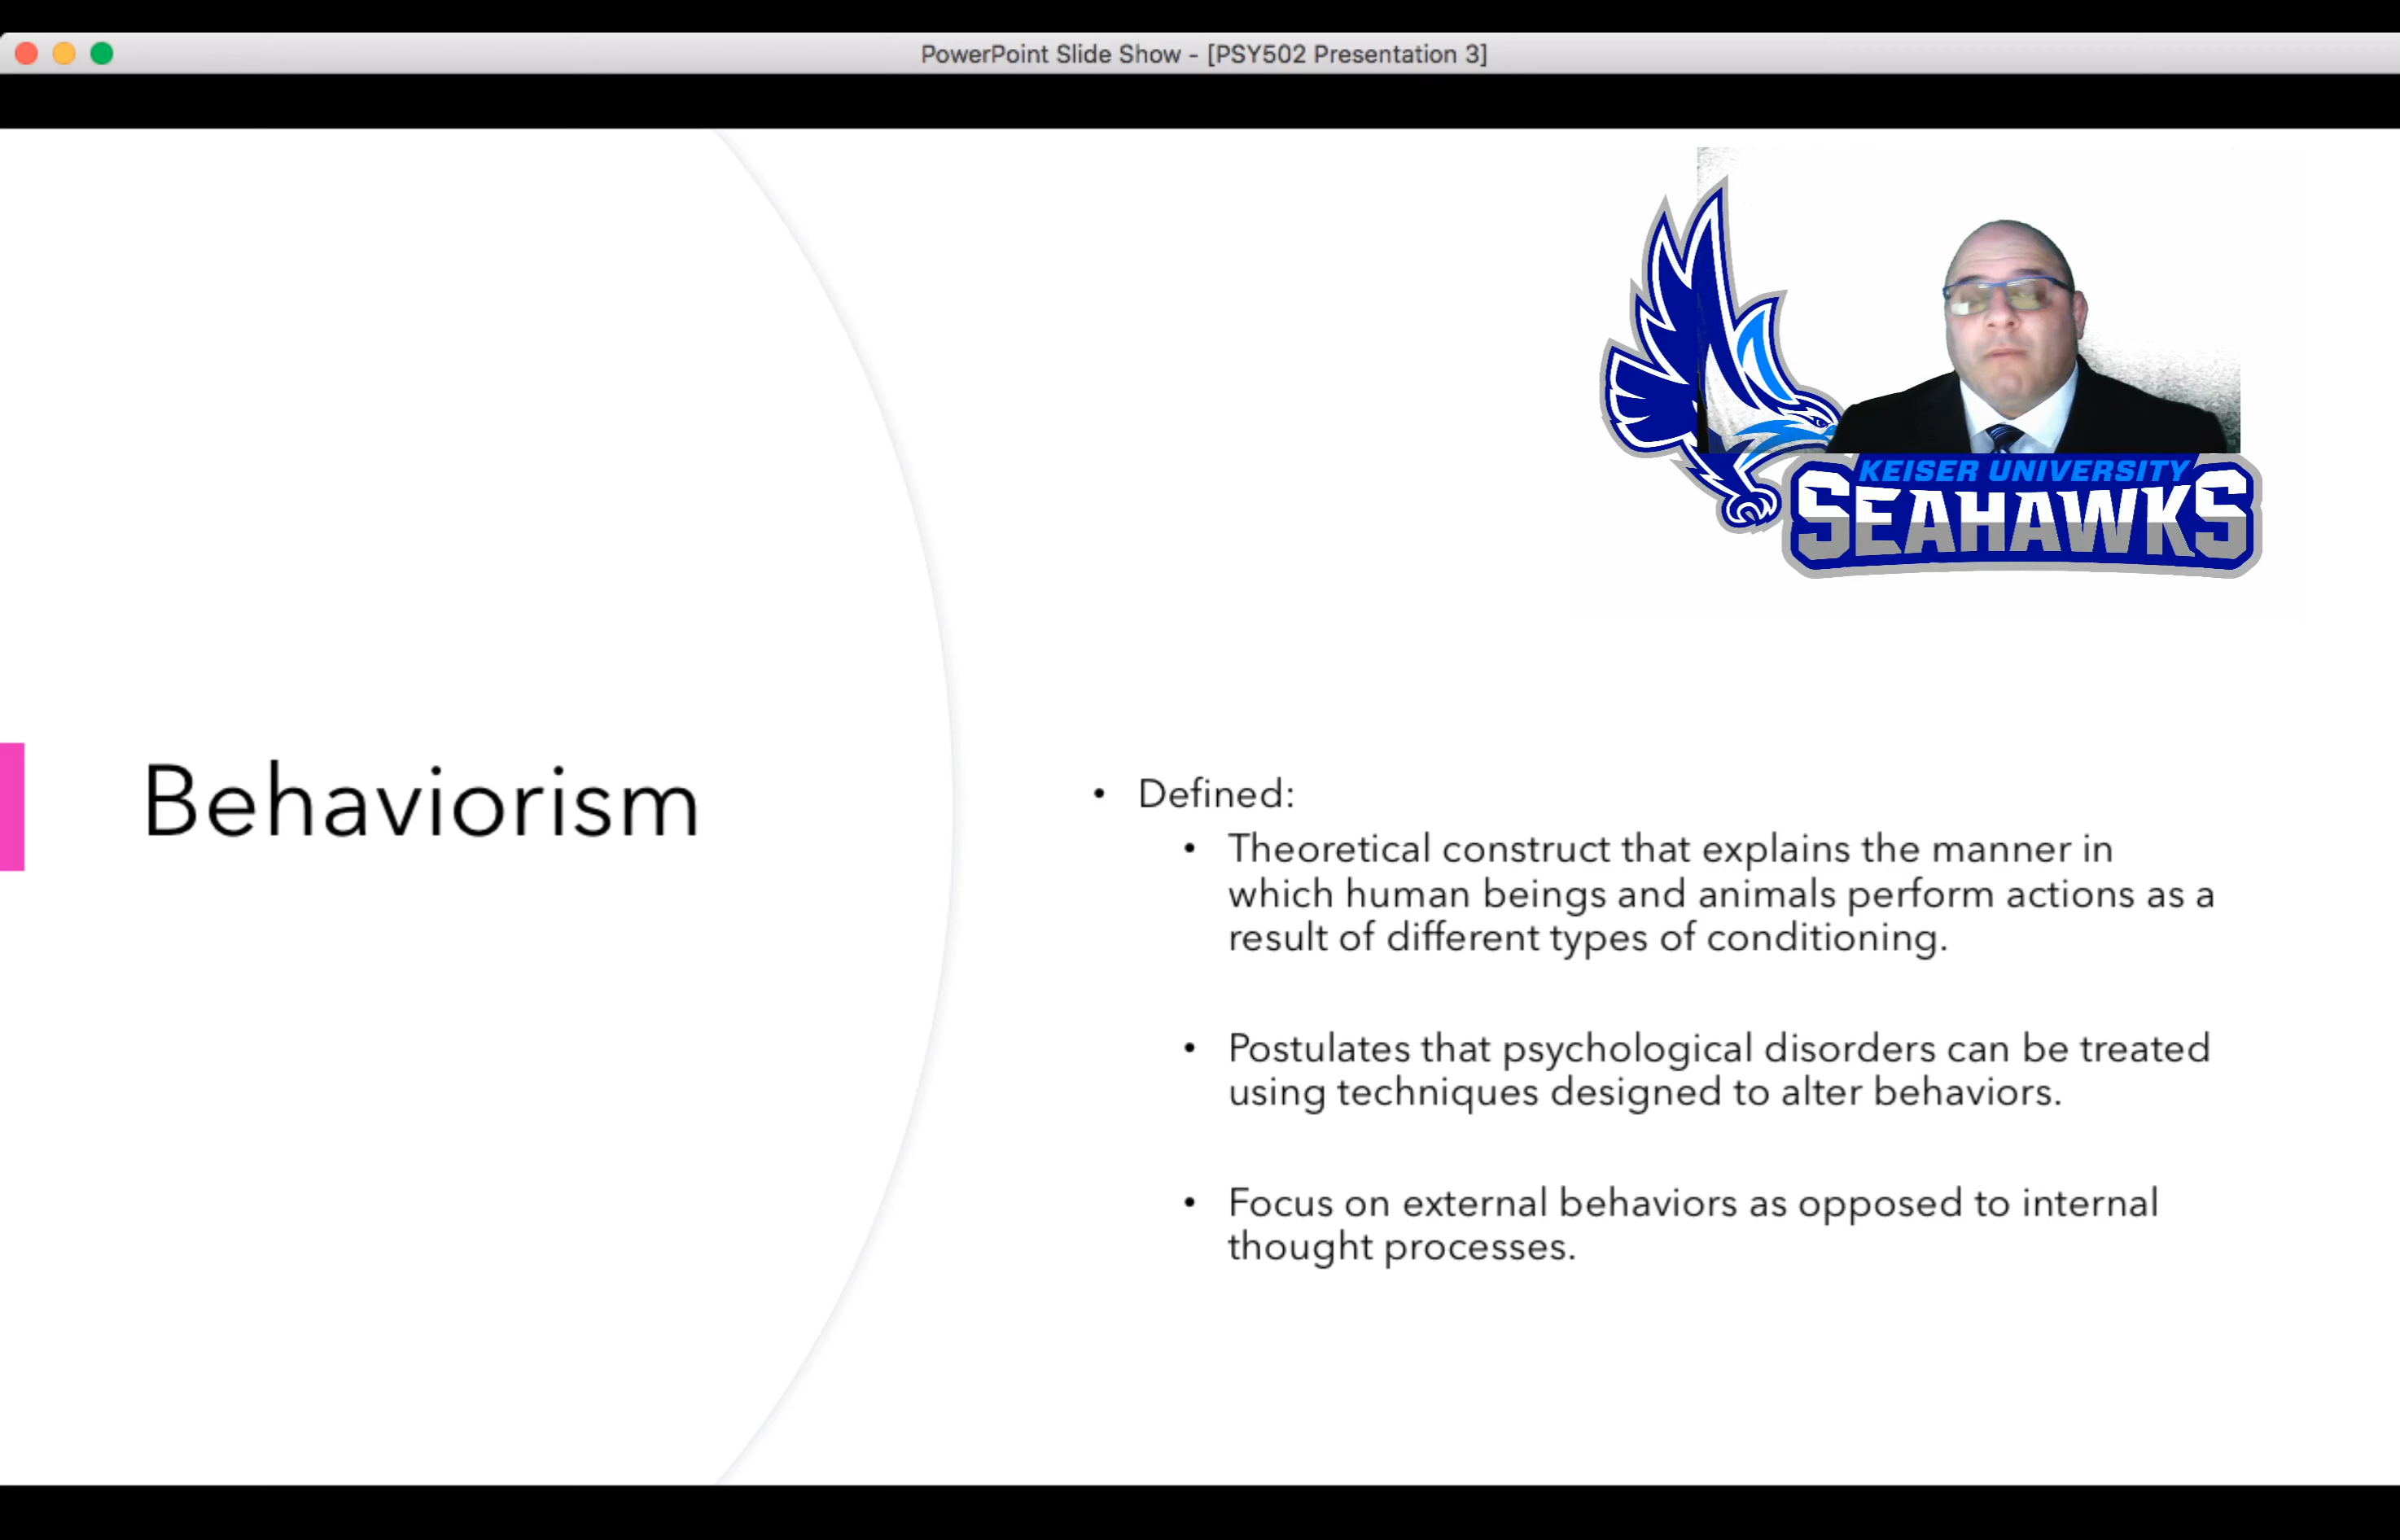 PowerPoint Slide Show - [PSY502 Presentation 3]
KEISER UNIVERSITY
SEAHAWKS
Behaviorism
• Defined:
• Theoretical construct that explains the manner in
which human beings and animals perform actions as a
result of different types of conditioning.
• Postulates that psychological disorders can be treated
using techniques designed to alter behaviors.
• Focus on external behaviors as opposed to internal
thought processes.